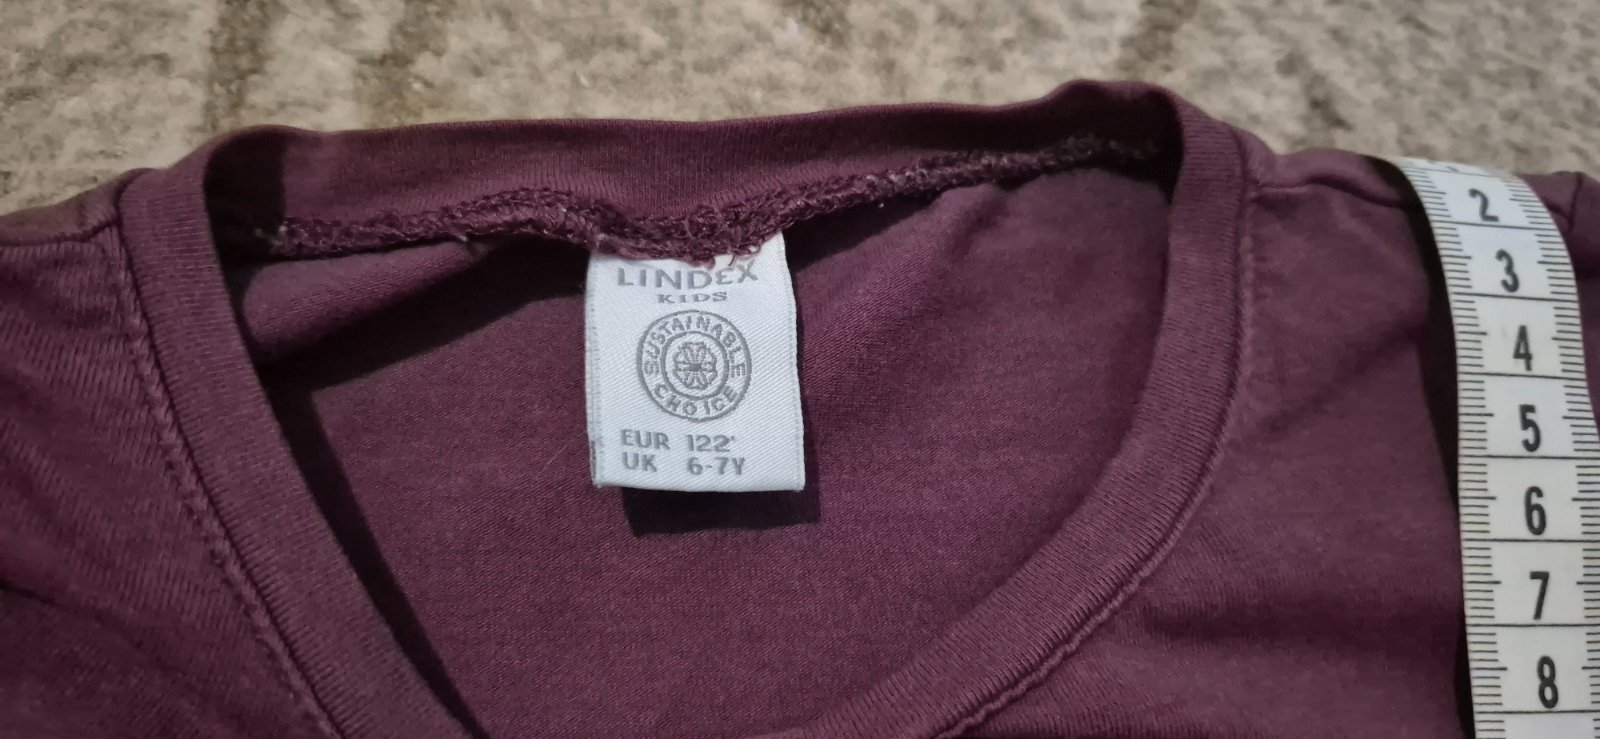 LINDEX
KIDS
SUSTAINABLE
CHOICE
EUR 122
UK 6-7Y
2
3
4
5
6
7
8